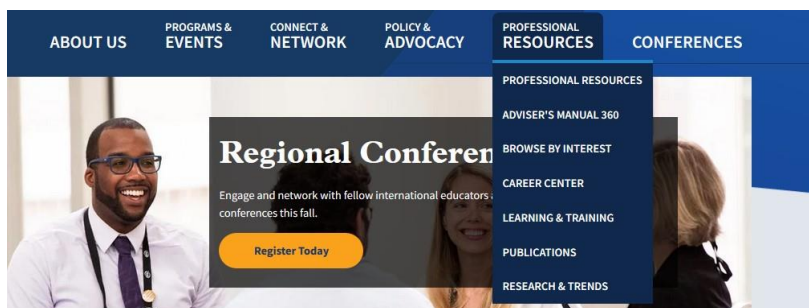 ABOUT US
PROGRAMS &
EVENTS
CONNECT &
NETWORK
POLICY &
ADVOCACY
PROFESSIONAL
RESOURCES
CONFERENCES
PROFESSIONAL RESOURCES
ADVISER'S MANUAL 360
BROWSE BY INTEREST
CAREER CENTER
LEARNING & TRAINING
PUBLICATIONS
RESEARCH & TRENDS
Regional
Engage and network with fellow international educators
conferences this fall.
Register Today